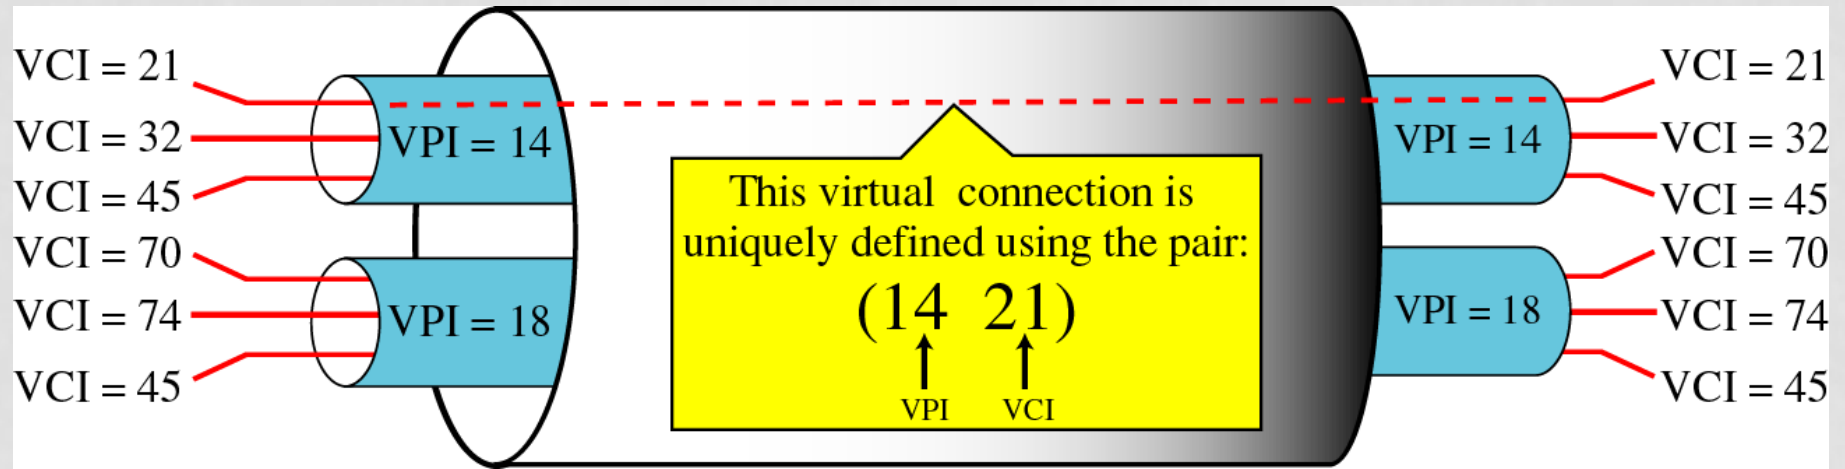 VCI = 21
VCI = 32
VCI = 45
VCI = 70
VCI = 74
VCI = 45
VPI = 14
VPI = 18
This virtual connection is
uniquely defined using the pair:
(14 21)
VPI VCI
VPI = 14
VPI = 18
VCI = 21
VCI = 32
VCI = 45
VCI = 70
VCI = 74
VCI = 45